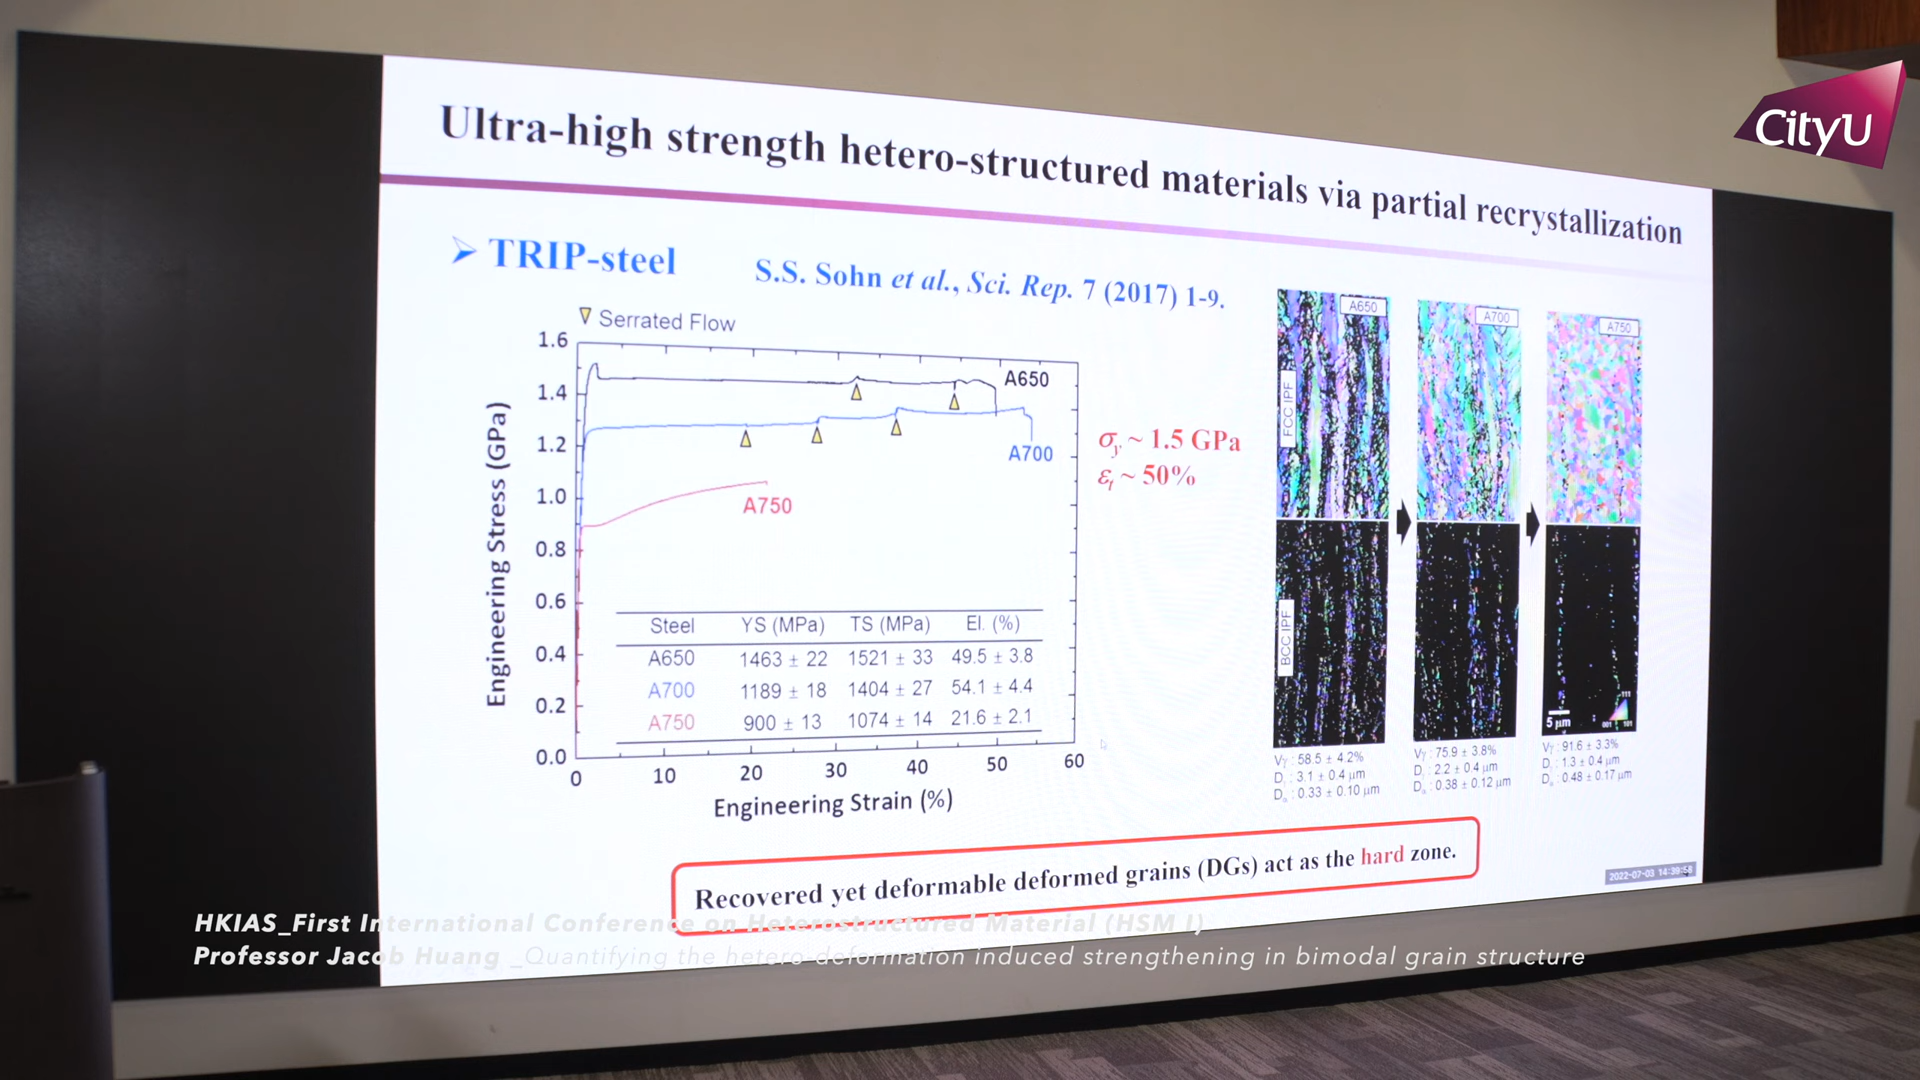 CityU
Ultra-high strength hetero-structured materials via partial recrystallization
➢ TRIP-steel
S.S. Sohn et al., Sci. Rep. 7 (2017) 1-9.
Serrated Flow
1.6
1.4
1.2
1.0
0.8
0.6
0.4
0.2
0.0
Engineering Stress (GPa)
A650
A700
A750
Steel YS (MPa) TS (MPa) El. (%)
A650 1463 ± 22 1521 ± 33 49.5 ± 3.8
A700 1189 ± 18 1404 ± 27 54.1 ± 4.4
A750 900 ± 13 1074 ± 14 21.6 ± 2.1
0 10 20 30 40 50 60
Engineering Strain (%)
σy ~ 1.5 GPa
εt ~ 50%
A650
A700
A750
FCC IPF
BCC IPF
5 μm
111
001 101
Vγ : 58.5 ± 4.2%
D : 3.1 ± 0.4 μm
D : 0.33 ± 0.10 μm
Vγ : 75.9 ± 3.8%
D : 2.2 ± 0.4 μm
D : 0.38 ± 0.12 μm
Vγ : 91.6 ± 3.3%
D : 1.3 ± 0.4 μm
D : 0.48 ± 0.17 μm
Recovered yet deformable deformed grains (DGs) act as the hard zone.
2022-07-03 14:39:58
HKIAS_First International Conference on Heterostructured Material (HSM I)
Professor Jacob Huang _Quantifying the hetero-deformation induced strengthening in bimodal grain structure